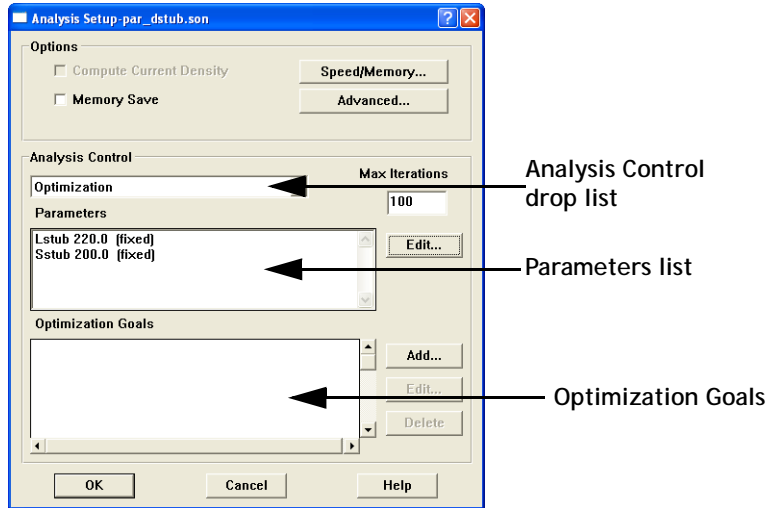 Analysis Setup-par_dstub.son
Options
Compute Current Density
Speed/Memory...
Memory Save
Advanced...
Analysis Control
Max Iterations
Optimization
100
Analysis Control
drop list
Parameters
Lstub 220.0 (fixed)
Sstub 200.0 (fixed)
Edit...
Parameters list
Optimization Goals
Add...
Edit...
Delete
Optimization Goals
OK
Cancel
Help